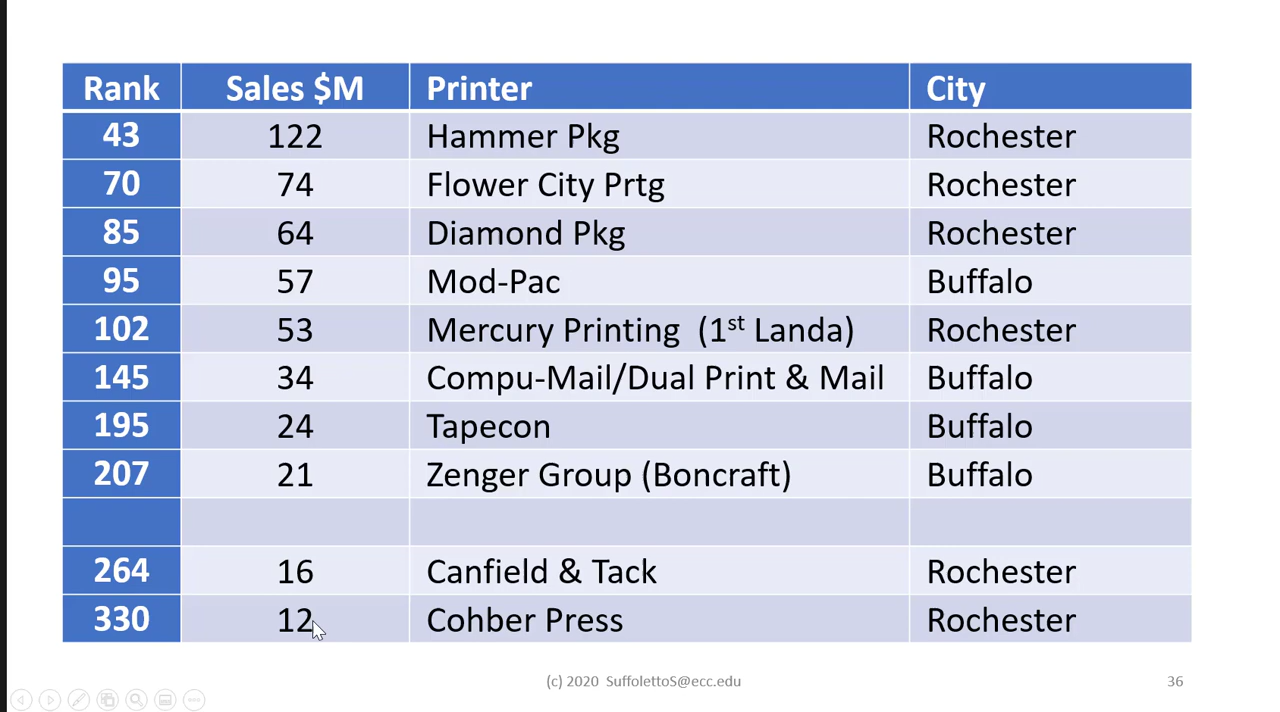 Rank Sales $M Printer City
43 122 Hammer Pkg Rochester
70 74 Flower City Prtg Rochester
85 64 Diamond Pkg Rochester
95 57 Mod-Pac Buffalo
102 53 Mercury Printing (1st Landa) Rochester
145 34 Compu-Mail/Dual Print & Mail Buffalo
195 24 Tapecon Buffalo
207 21 Zenger Group (Boncraft) Buffalo
264 16 Canfield & Tack Rochester
330 12 Cohber Press Rochester
(c) 2020 SuffolettoS@ecc.edu 36